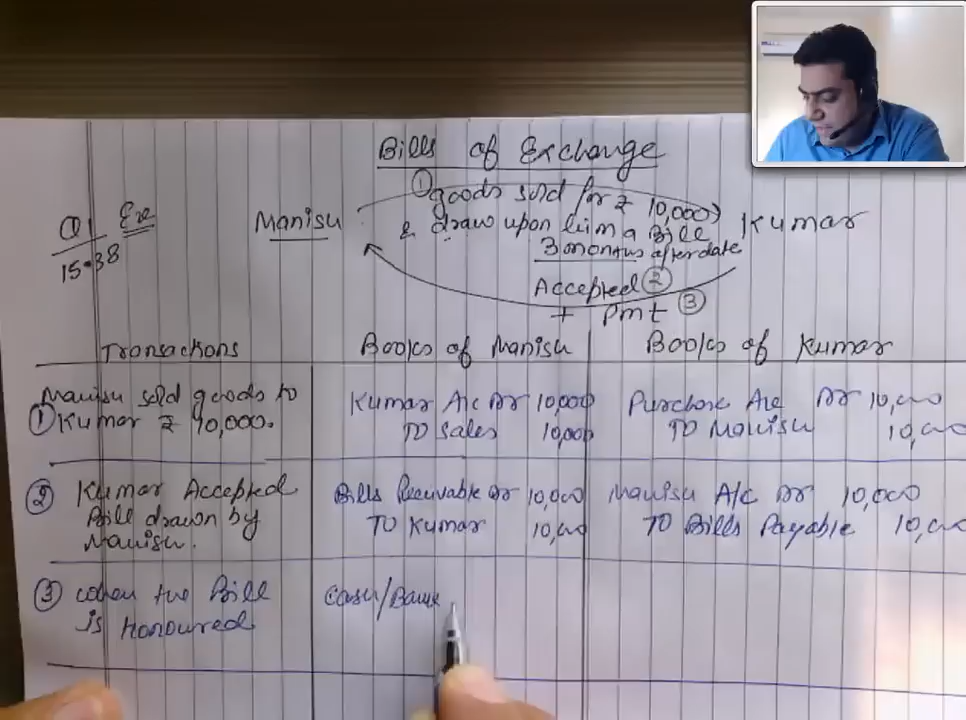 Bills of Exchange
Q1 Exe
15.38
Manish
① goods sold for ₹ 10,000)
& draw upon him a Bill
3 months after date
Kumar
Accepted ②
+ Pmt ③
Transactions
Books of Manish
Books of Kumar
Manish sold goods to
① Kumar ₹ 10,000.
Kumar A/c Dr 10,000
To Sales 10,000
Purchase A/c Dr 10,000
To Manish 10,000
② Kumar Accepted
Bill drawn by
Manish.
Bills Receivable Dr 10,000
To Kumar 10,000
Manish A/c Dr 10,000
To Bills Payable 10,000
③ when the Bill
is Honoured
Cash/Bank